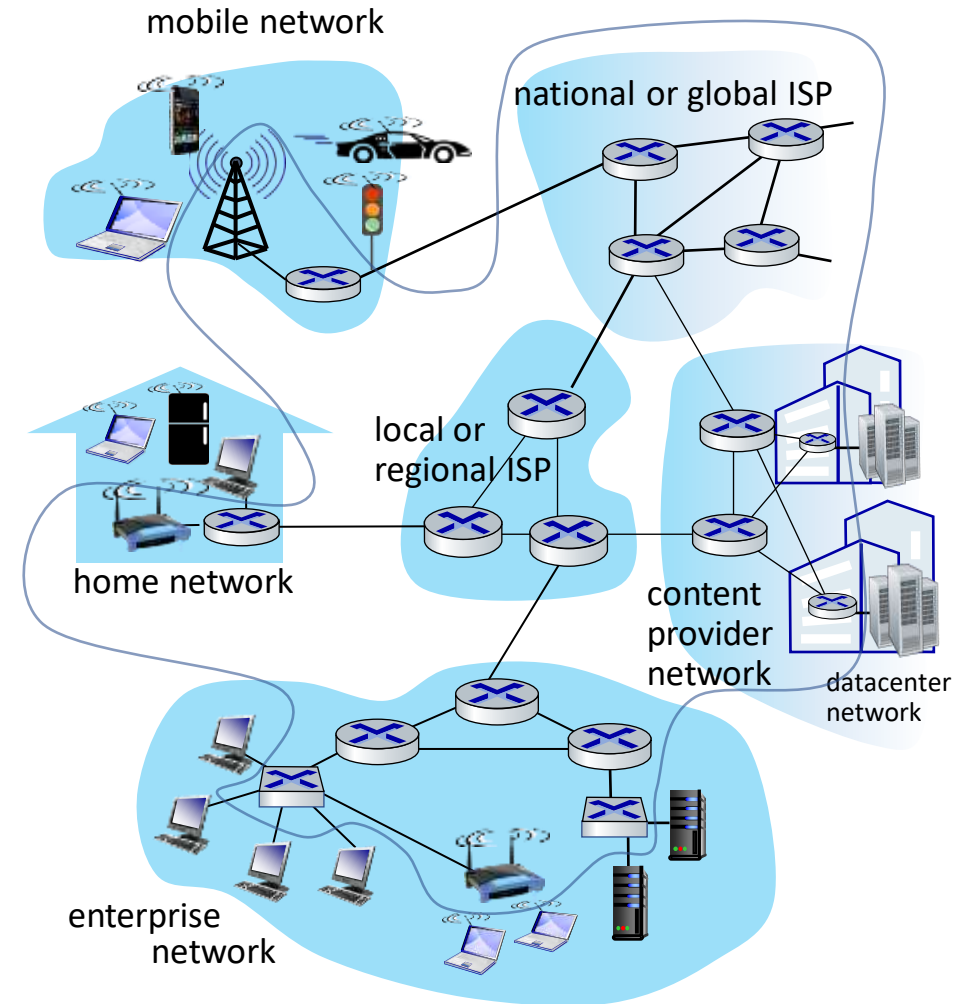 mobile network
national or global ISP
local or
regional ISP
home network
content
provider
network
datacenter
network
enterprise
network